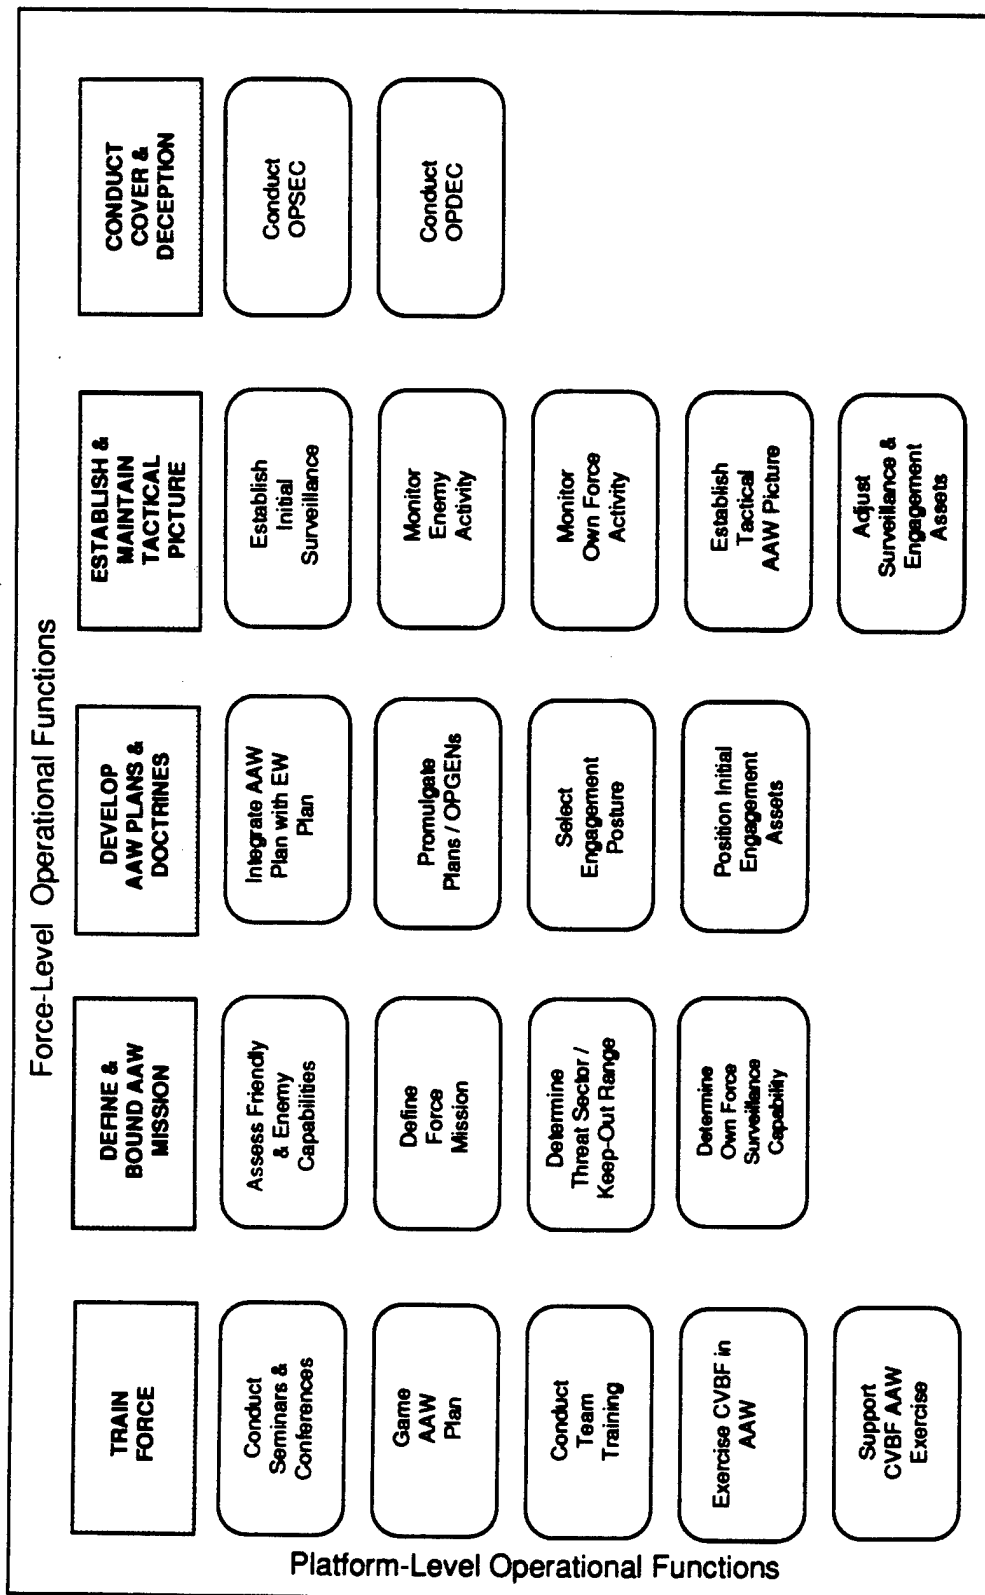 Force-Level Operational Functions
TRAIN
FORCE
Conduct
Seminars &
Conferences
Game
AAW
Plan
Conduct
Team
Training
Exercise CVBF in
AAW
Support
CVBF AAW
Exercise
DEFINE &
BOUND AAW
MISSION
Assess Friendly
& Enemy
Capabilities
Define
Force
Mission
Determine
Threat Sector /
Keep-Out Range
Determine
Own Force
Surveillance
Capability
DEVELOP
AAW PLANS &
DOCTRINES
Integrate AAW
Plan with EW
Plan
Promulgate
Plans / OPGENs
Select
Engagement
Posture
Position Initial
Engagement
Assets
ESTABLISH &
MAINTAIN
TACTICAL
PICTURE
Establish
Initial
Surveillance
Monitor
Enemy
Activity
Monitor
Own Force
Activity
Establish
Tactical
AAW Picture
Adjust
Surveillance &
Engagement
Assets
CONDUCT
COVER &
DECEPTION
Conduct
OPSEC
Conduct
OPDEC
Platform-Level Operational Functions